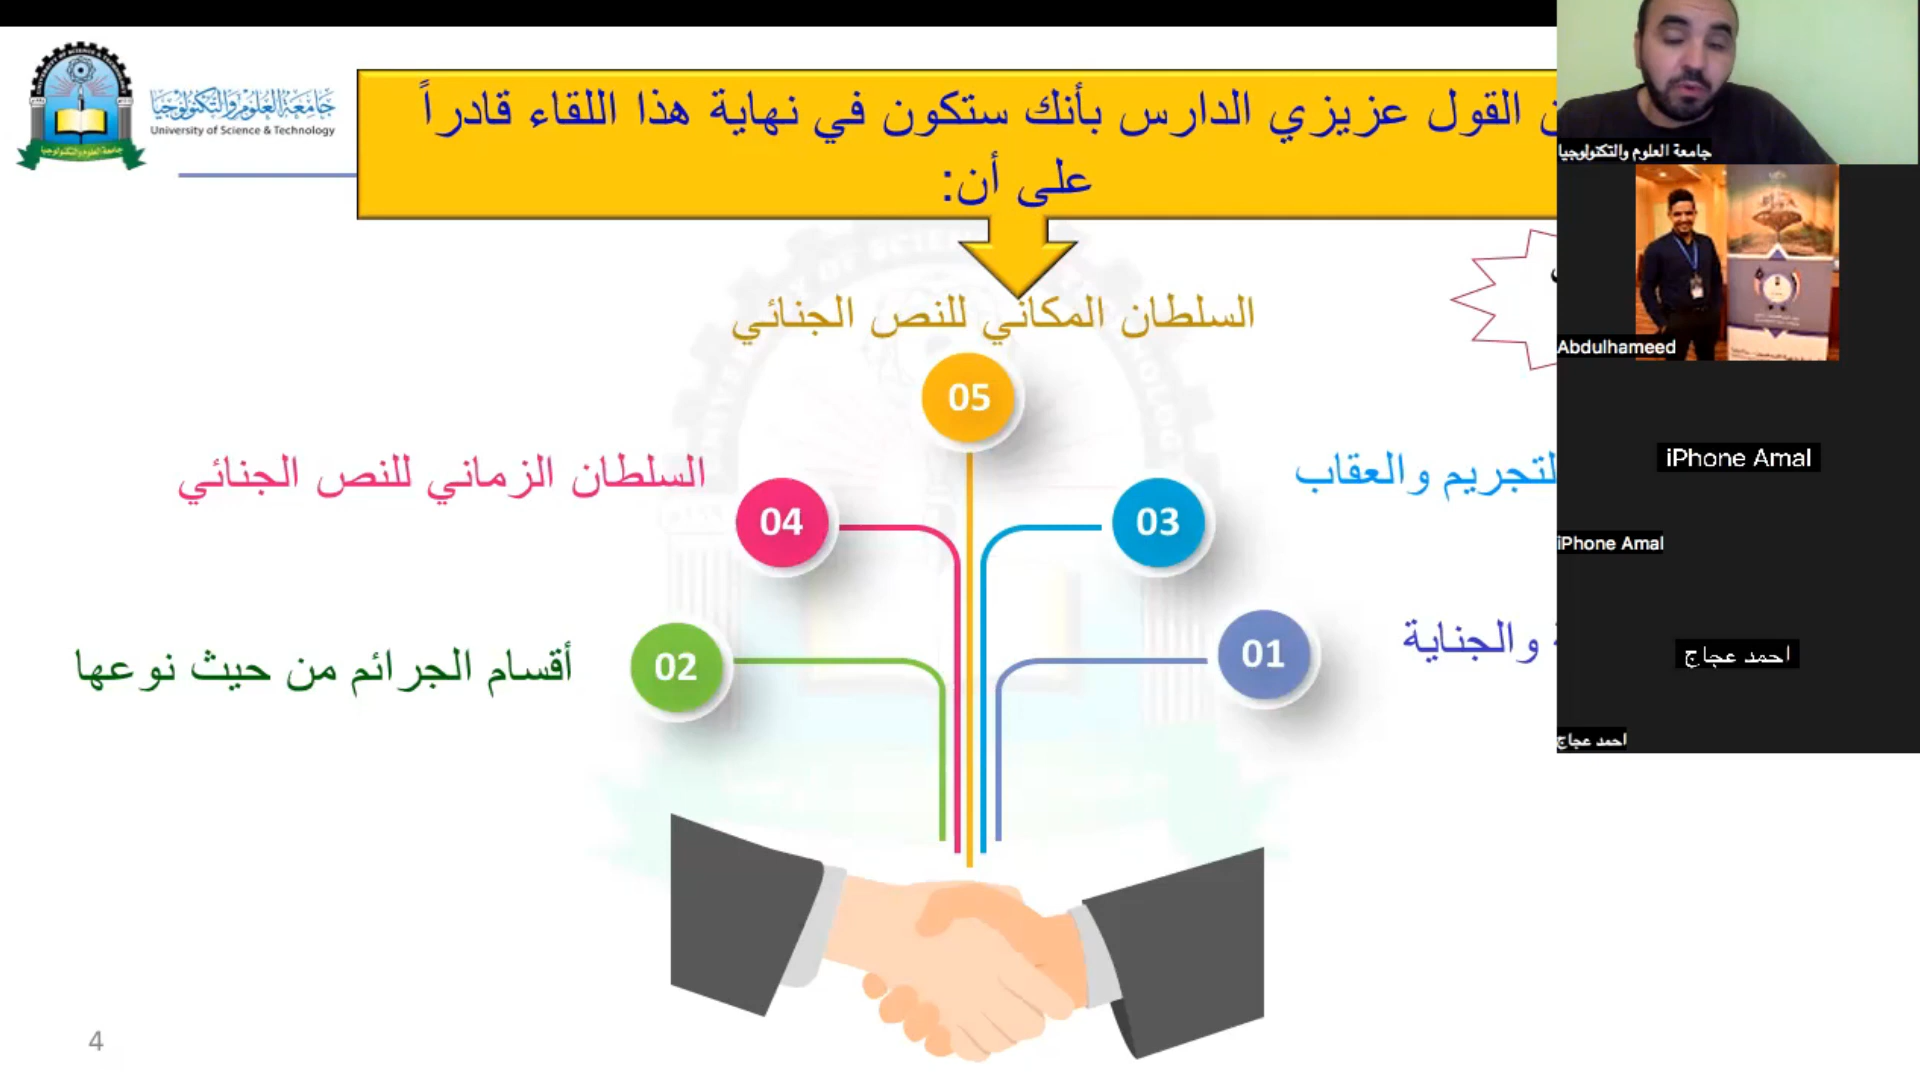 جامعة العلوم والتكنولوجيا
University of Science & Technology
القول عزيزي الدارس بأنك ستكون في نهاية هذا اللقاء قادراً
على أن:
السلطان المكاني للنص الجنائي
05
السلطان الزماني للنص الجنائي
04
03
والعقاب
أقسام الجرائم من حيث نوعها
02
01
والجناية
4
جامعة العلوم والتكنولوجيا
Abdulhameed
iPhone Amal
iPhone Amal
احمد عجاج
احمد عجاج